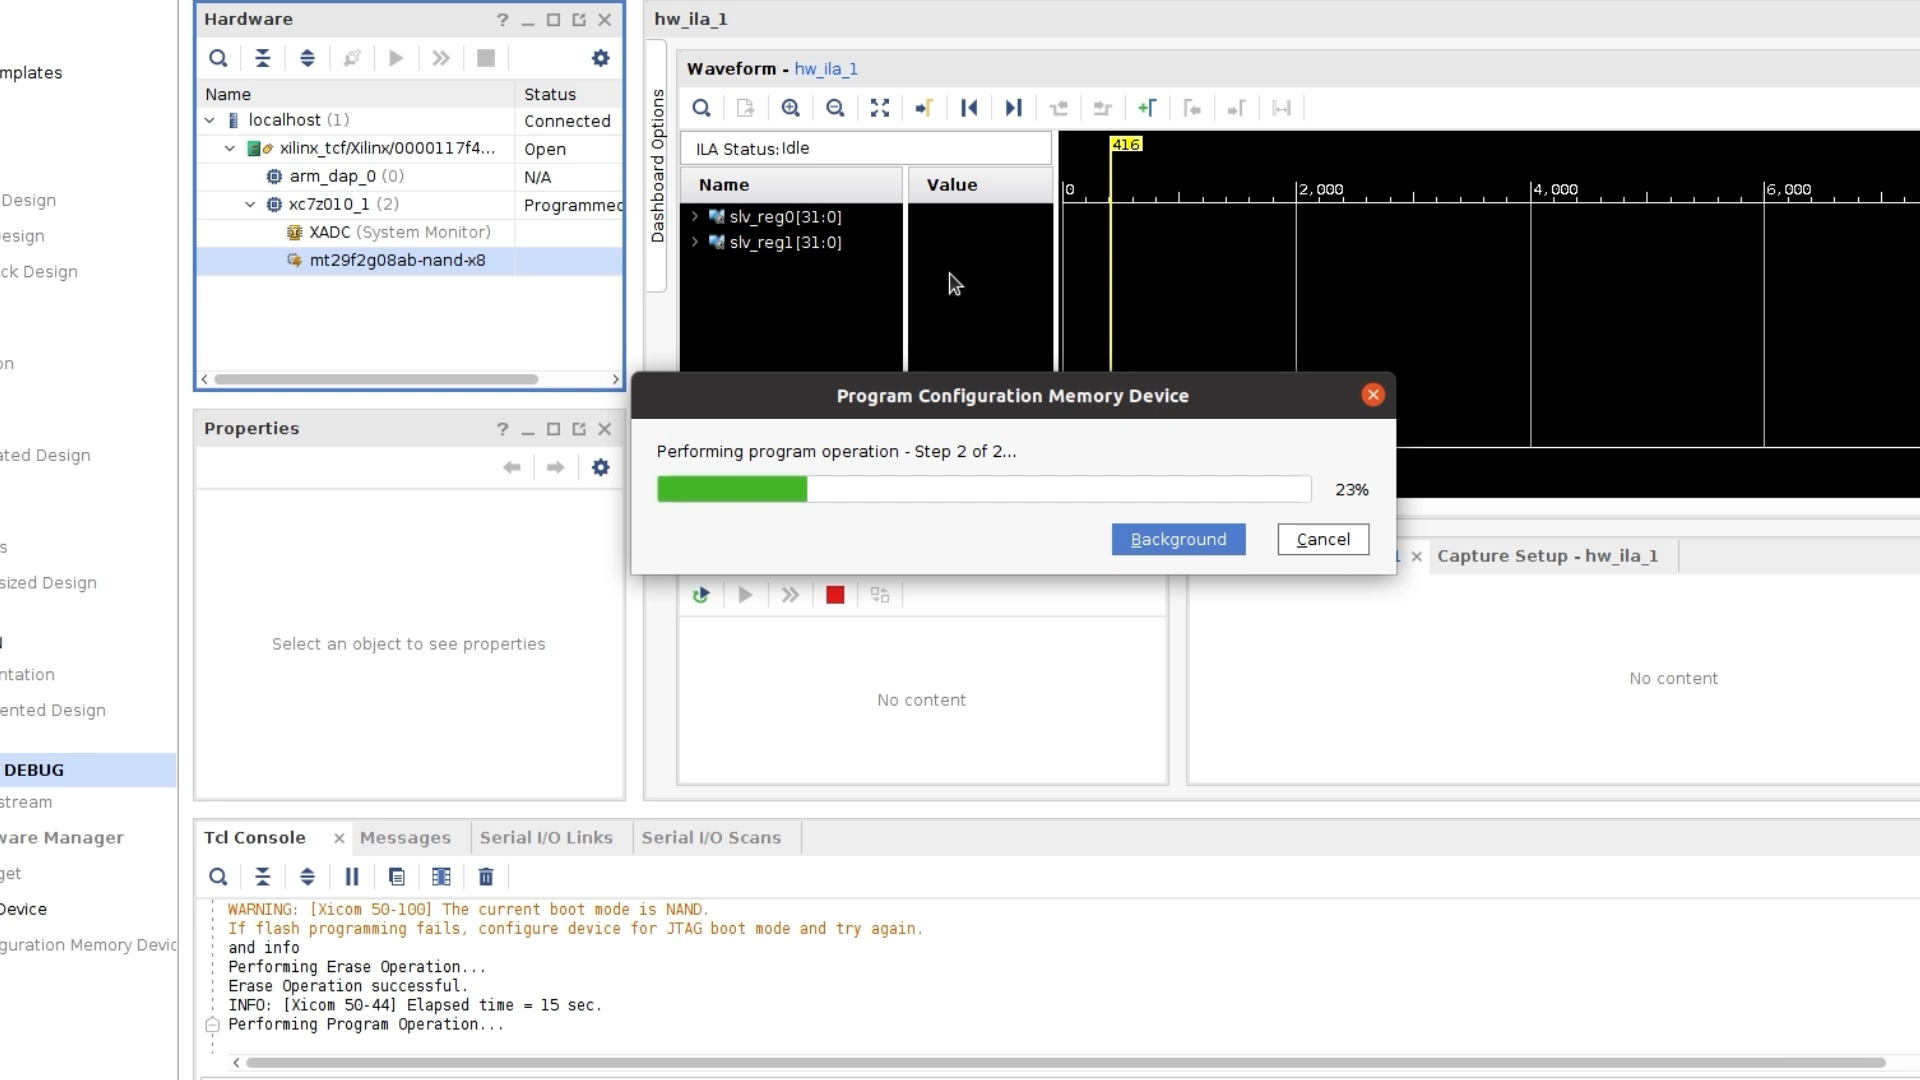 mplates
Design
esign
ck Design
on
ated Design
s
sized Design
ntation
ented Design
DEBUG
stream
ware Manager
get
Device
guration Memory Devic
Hardware
Name
Status
localhost (1)
Connected
xilinx_tcf/Xilinx/0000117f4...
Open
arm_dap_0 (0)
N/A
xc7z010_1 (2)
Programmed
XADC (System Monitor)
mt29f2g08ab-nand-x8
Properties
Select an object to see properties
hw_ila_1
Dashboard Options
Waveform - hw_ila_1
ILA Status: Idle
Name
Value
slv_reg0[31:0]
slv_reg1[31:0]
416
0
2,000
4,000
6,000
Program Configuration Memory Device
Performing program operation - Step 2 of 2...
23%
Background
Cancel
Capture Setup - hw_ila_1
No content
No content
Tcl Console
Messages
Serial I/O Links
Serial I/O Scans
WARNING: [Xicom 50-100] The current boot mode is NAND.
If flash programming fails, configure device for JTAG boot mode and try again.
and info
Performing Erase Operation...
Erase Operation successful.
INFO: [Xicom 50-44] Elapsed time = 15 sec.
Performing Program Operation...